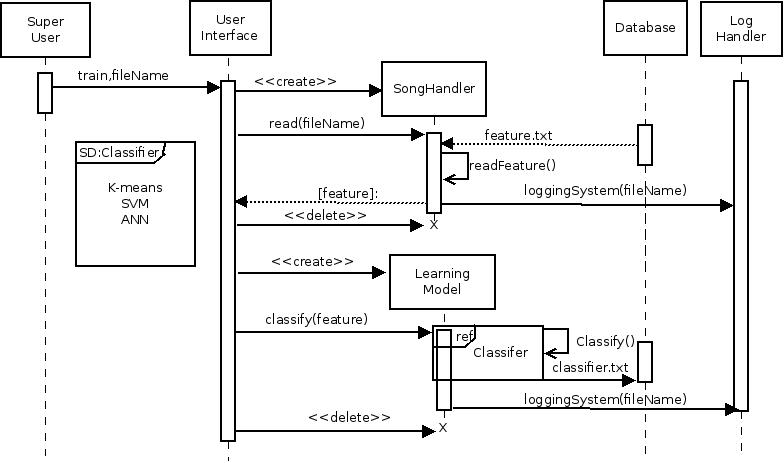 Super
User
User
Interface
Database
Log
Handler
train,fileName
<<create>>
SongHandler
read(fileName)
feature.txt
SD:Classifier
readFeature()
K-means
SVM
ANN
[feature]:
loggingSystem(fileName)
<<delete>>
X
<<create>>
Learning
Model
classify(feature)
ref
Classifer
Classify()
classifier.txt
loggingSystem(fileName)
<<delete>>
X